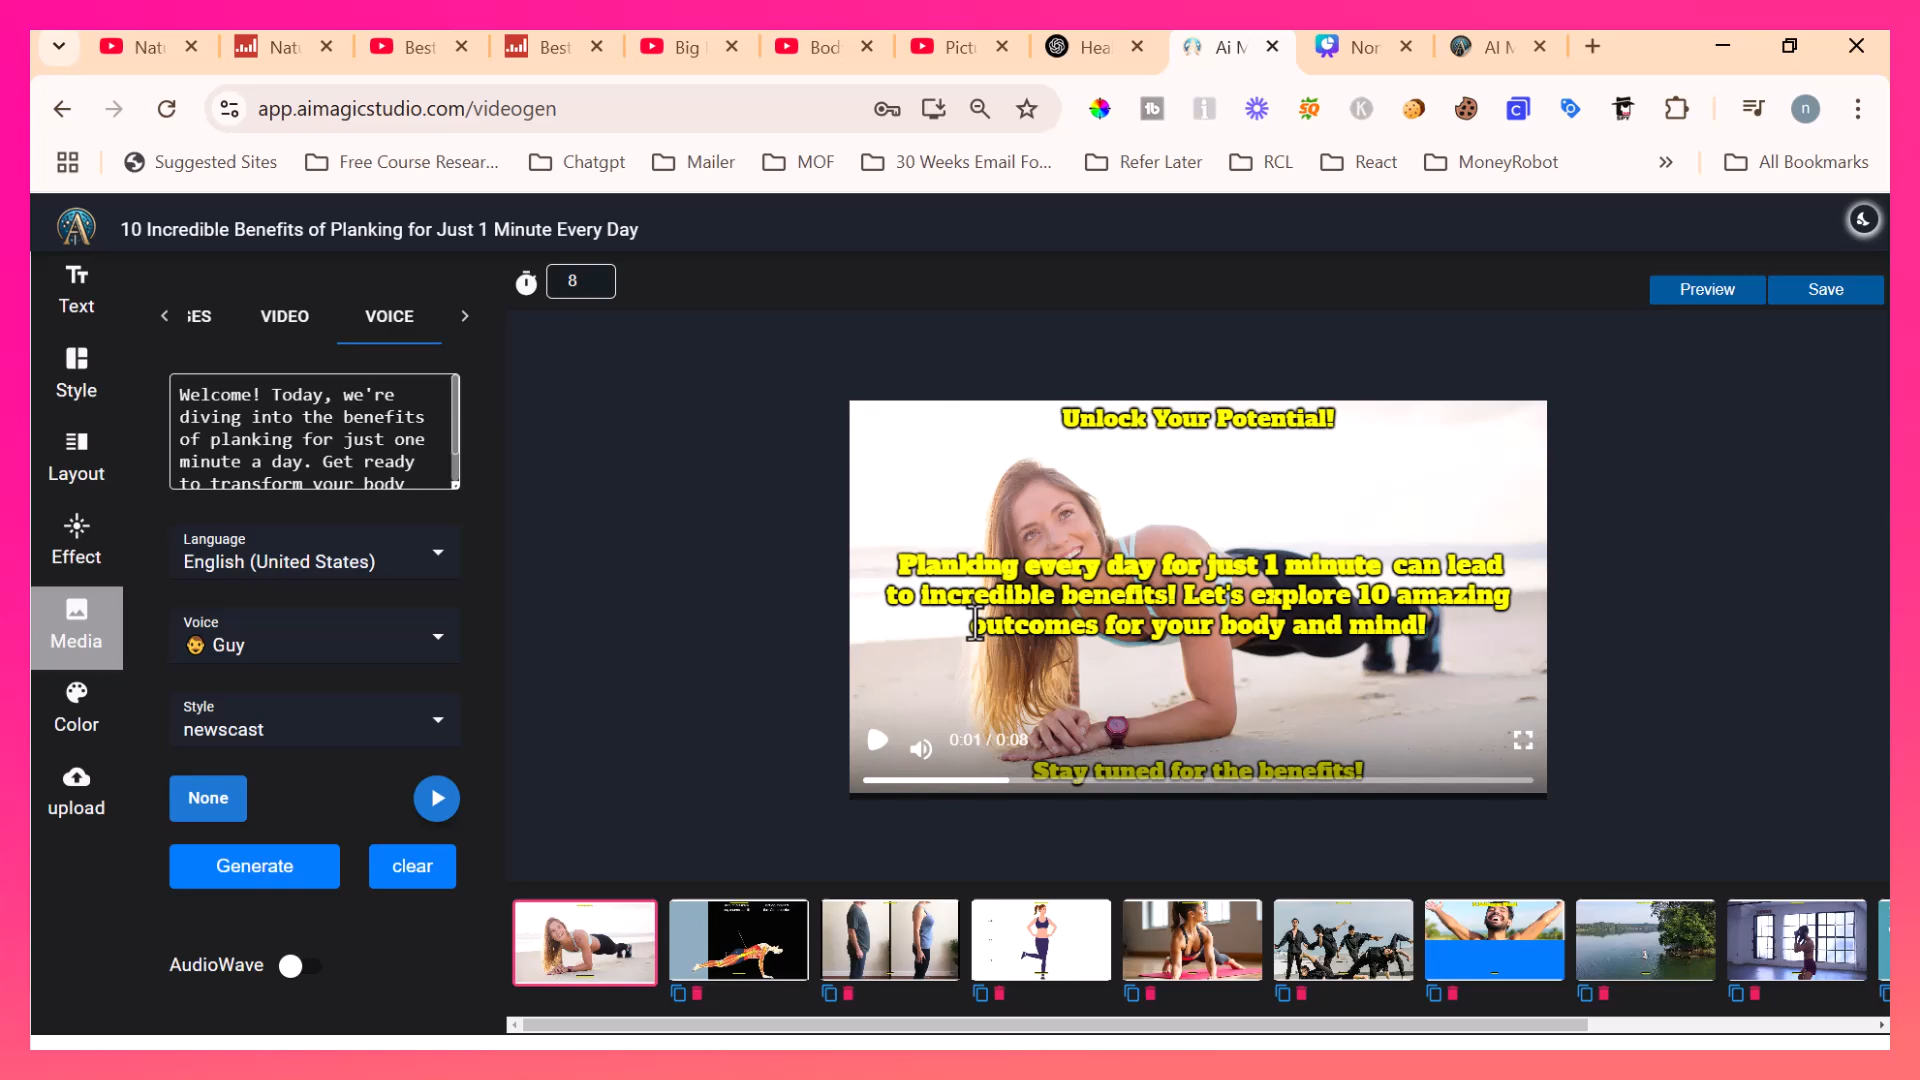 Nat
Nat
Best
Best
Big
Bod
Pict
Hea
Ai M
Nor
AI M
app.aimagicstudio.com/videogen
n
Suggested Sites
Free Course Resear...
Chatgpt
Mailer
MOF
30 Weeks Email Fo...
Refer Later
RCL
React
MoneyRobot
All Bookmarks
10 Incredible Benefits of Planking for Just 1 Minute Every Day
Text
Style
Layout
Effect
Media
Color
upload
VIDEO
VOICE
Welcome! Today, we're
diving into the benefits
of planking for just one
minute a day. Get ready
to transform your body
Language
English (United States)
Voice
Guy
Style
newscast
None
Generate
clear
AudioWave
8
Preview
Save
Unlock Your Potential!
Planking every day for just 1 minute can lead
to incredible benefits! Let's explore 10 amazing
outcomes for your body and mind!
0:01 / 0:08
Stay tuned for the benefits!